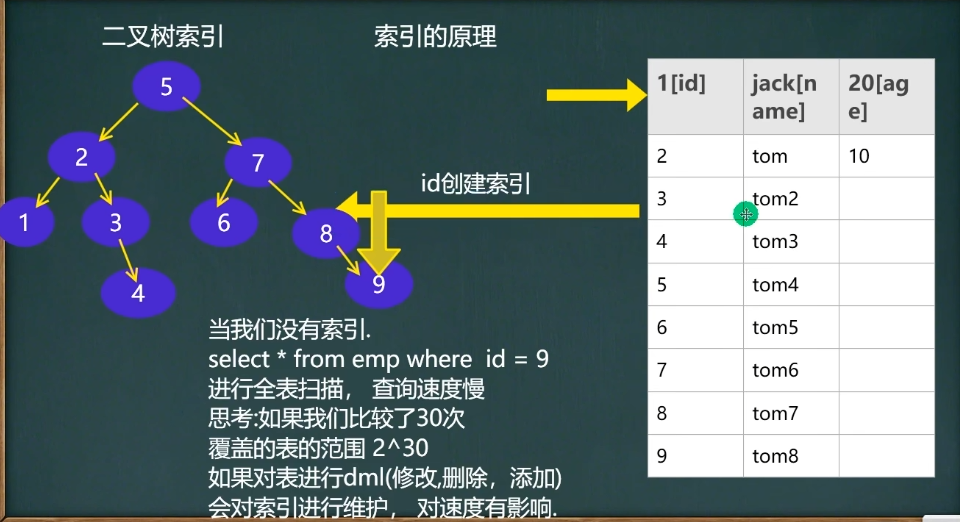 二叉树索引
索引的原理
5
2
7
1
3
6
8
4
9
id创建索引
1[id] jack[n
ame] 20[ag
e]
2 tom 10
3 tom2
4 tom3
5 tom4
6 tom5
7 tom6
8 tom7
9 tom8
当我们没有索引.
select * from emp where id = 9
进行全表扫描， 查询速度慢
思考:如果我们比较了30次
覆盖的表的范围 2^30
如果对表进行dml(修改,删除，添加)
会对索引进行维护， 对速度有影响.